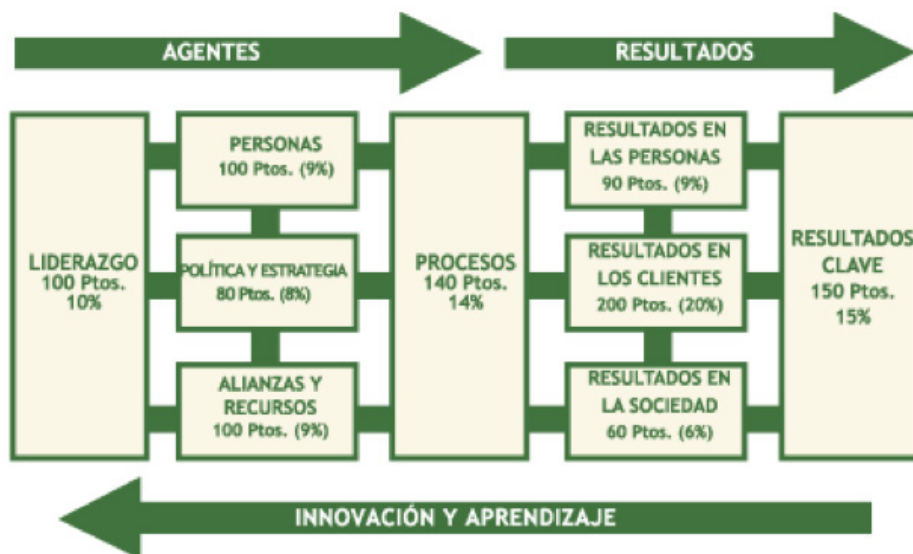 AGENTES
RESULTADOS
LIDERAZGO
100 Ptos.
10%
PERSONAS
100 Ptos. (9%)
POLÍTICA Y ESTRATEGIA
80 Ptos. (8%)
ALIANZAS Y
RECURSOS
100 Ptos. (9%)
PROCESOS
140 Ptos.
14%
RESULTADOS EN
LAS PERSONAS
90 Ptos. (9%)
RESULTADOS EN
LOS CLIENTES
200 Ptos. (20%)
RESULTADOS EN
LA SOCIEDAD
60 Ptos. (6%)
RESULTADOS
CLAVE
150 Ptos.
15%
INNOVACIÓN Y APRENDIZAJE